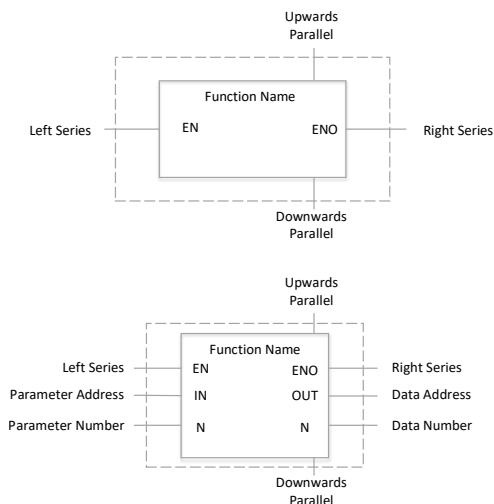 Upwards
Parallel
Function Name
Left Series
EN
ENO
Right Series
Downwards
Parallel
Upwards
Parallel
Function Name
Left Series
EN
ENO
Right Series
Parameter Address
IN
OUT
Data Address
Parameter Number
N
N
Data Number
Downwards
Parallel